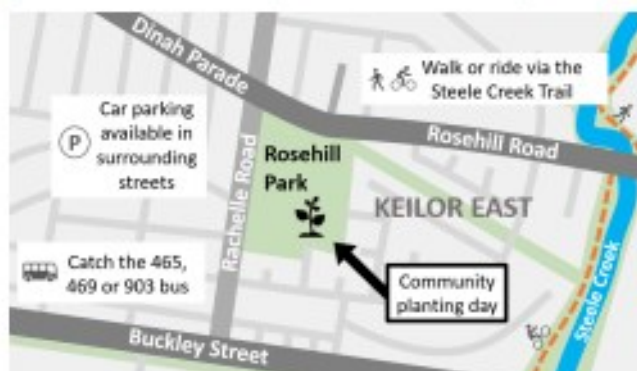 Dinah Parade
Walk or ride via the
Steele Creek Trail
Car parking
available in
surrounding
streets
P
Rosehill Road
Rosehill
Park
Rachelle Road
KEILOR EAST
Catch the 465,
469 or 903 bus
Community
planting day
Steele Creek
Buckley Street